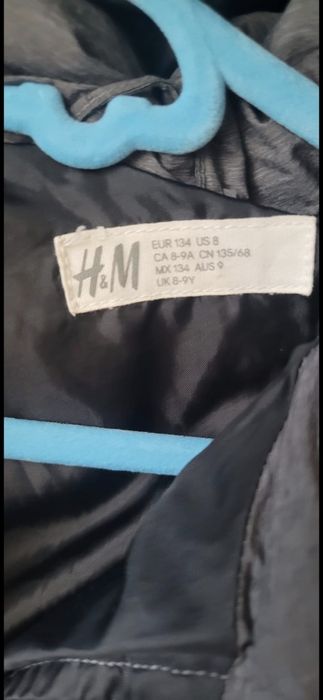 H&M
EUR 134 US 8
CA 8-9A CN 135/68
MX 134 AUS 9
UK 8-9Y